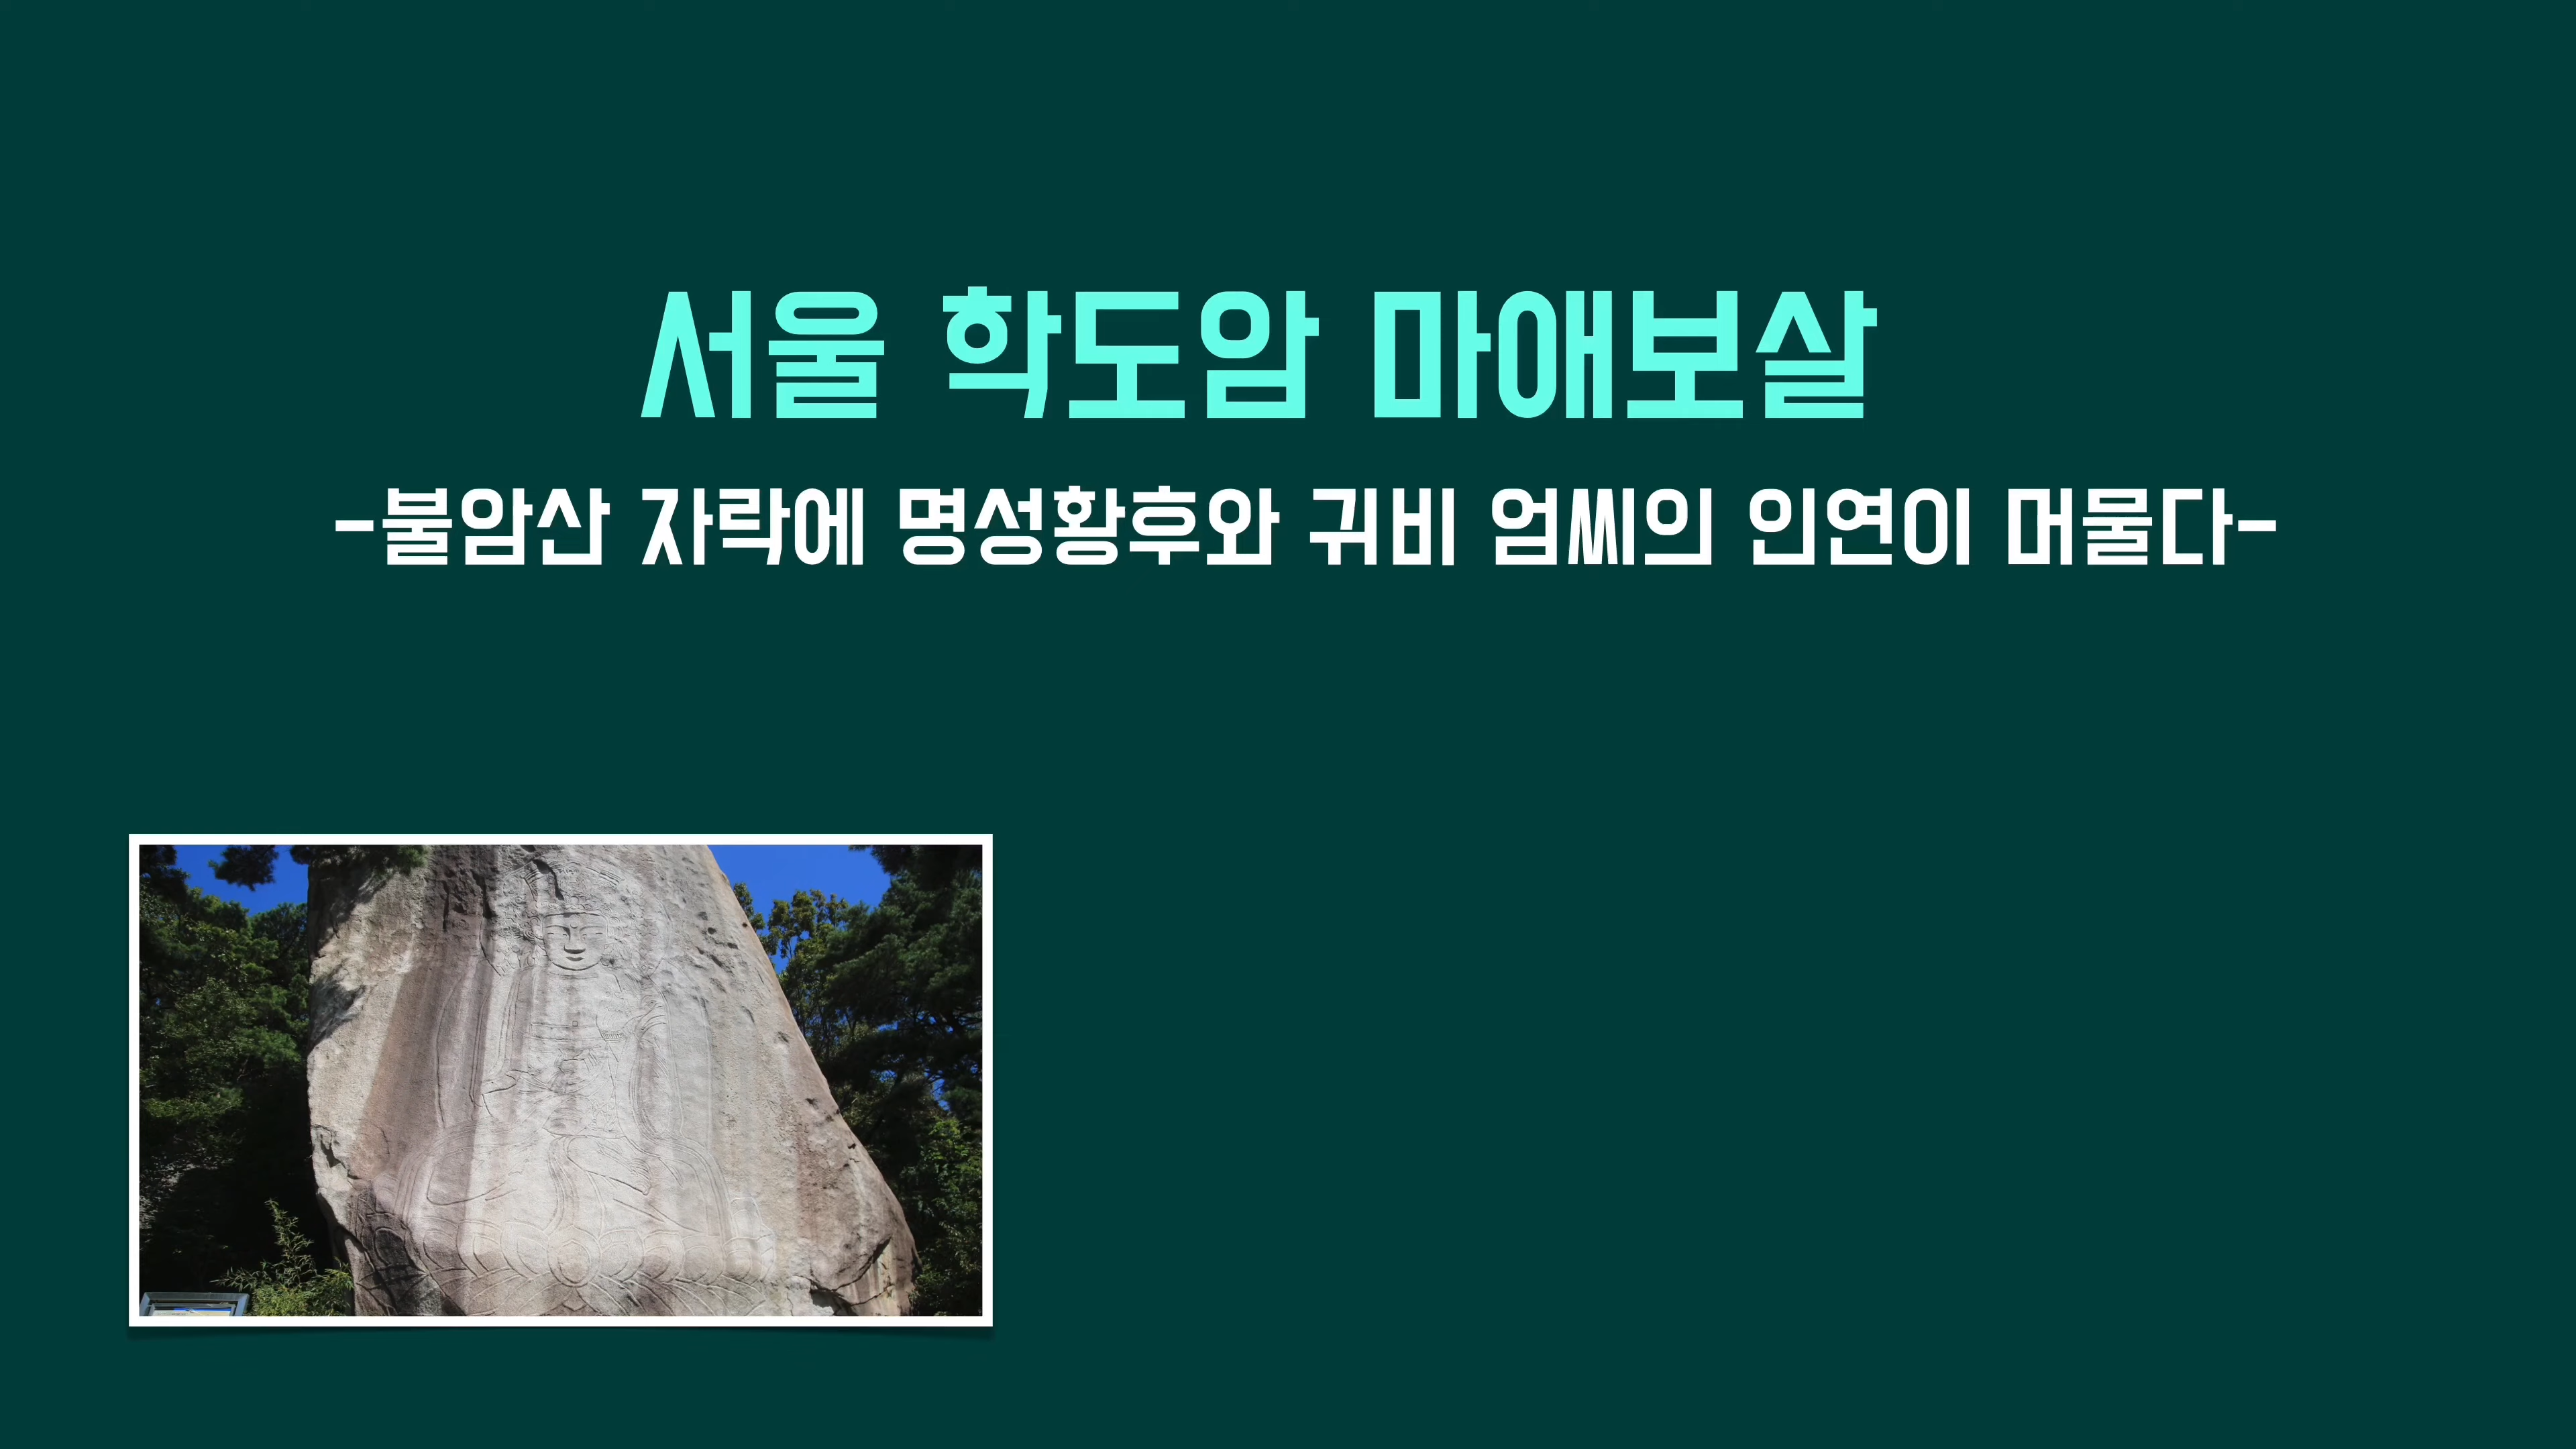 서울 학도암 마애보살
-불암산 자락에 명성황후와 귀비 엄씨의 인연이 머물다-